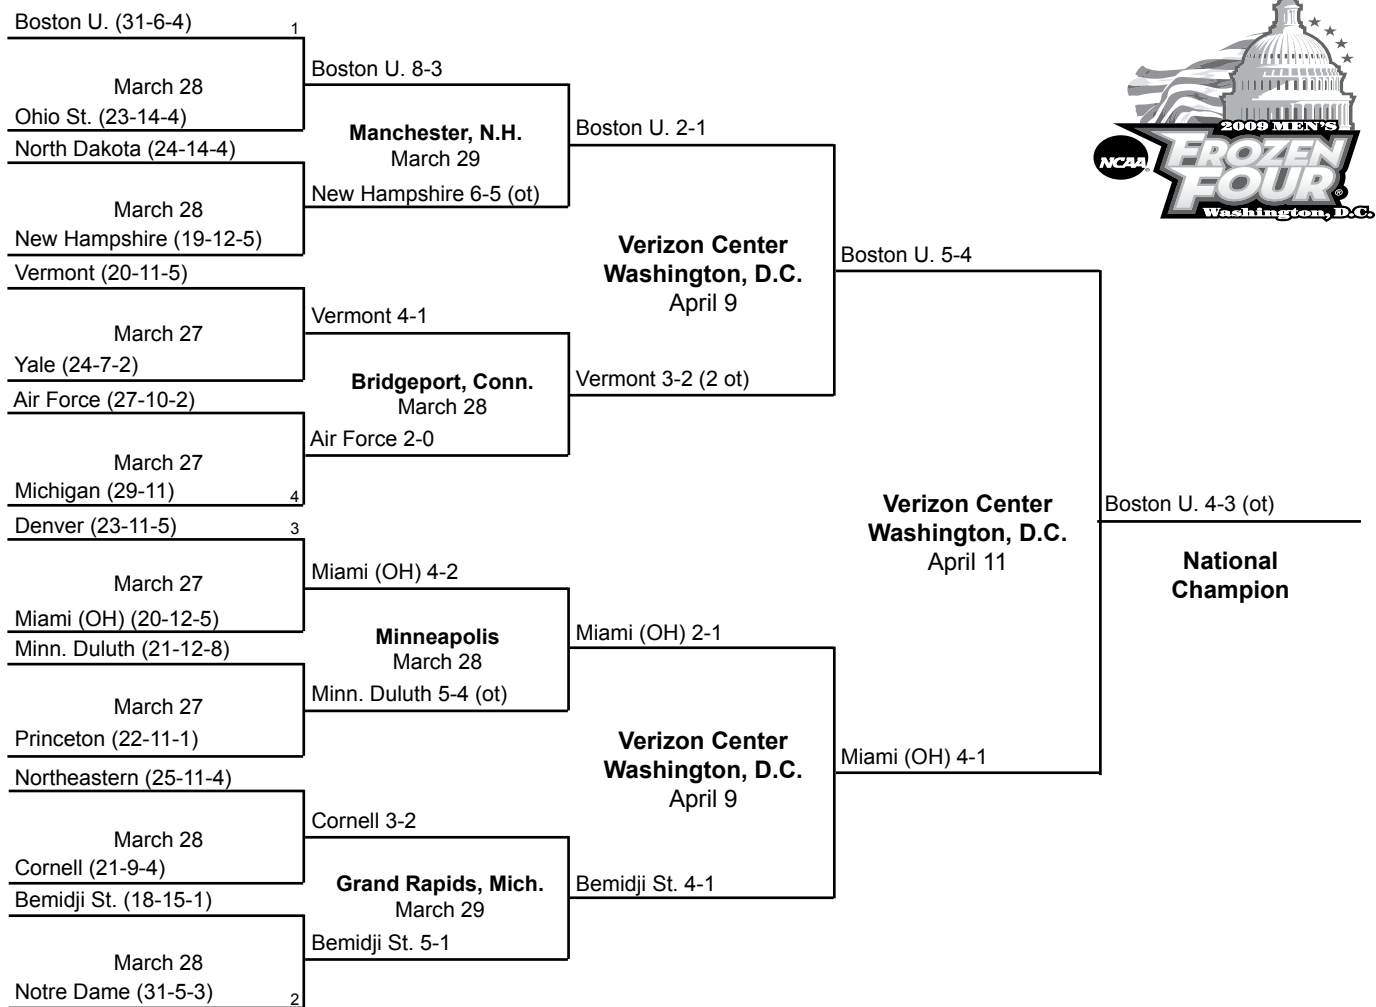 Boston U. (31-6-4)
1
March 28
Ohio St. (23-14-4)
North Dakota (24-14-4)
March 28
New Hampshire (19-12-5)
Vermont (20-11-5)
March 27
Yale (24-7-2)
Air Force (27-10-2)
March 27
Michigan (29-11)
4
Denver (23-11-5)
3
March 27
Miami (OH) (20-12-5)
Minn. Duluth (21-12-8)
March 27
Princeton (22-11-1)
Northeastern (25-11-4)
March 28
Cornell (21-9-4)
Bemidji St. (18-15-1)
March 28
Notre Dame (31-5-3)
2
Boston U. 8-3
Manchester, N.H.
March 29
New Hampshire 6-5 (ot)
Vermont 4-1
Bridgeport, Conn.
March 28
Air Force 2-0
Miami (OH) 4-2
Minneapolis
March 28
Minn. Duluth 5-4 (ot)
Cornell 3-2
Grand Rapids, Mich.
March 29
Bemidji St. 5-1
Boston U. 2-1
Verizon Center
Washington, D.C.
April 9
Vermont 3-2 (2 ot)
Miami (OH) 2-1
Verizon Center
Washington, D.C.
April 9
Bemidji St. 4-1
Boston U. 5-4
Verizon Center
Washington, D.C.
April 11
Miami (OH) 4-1
Boston U. 4-3 (ot)
National
Champion
2009 MEN'S
NCAA
FROZEN
FOUR®
Washington, D.C.